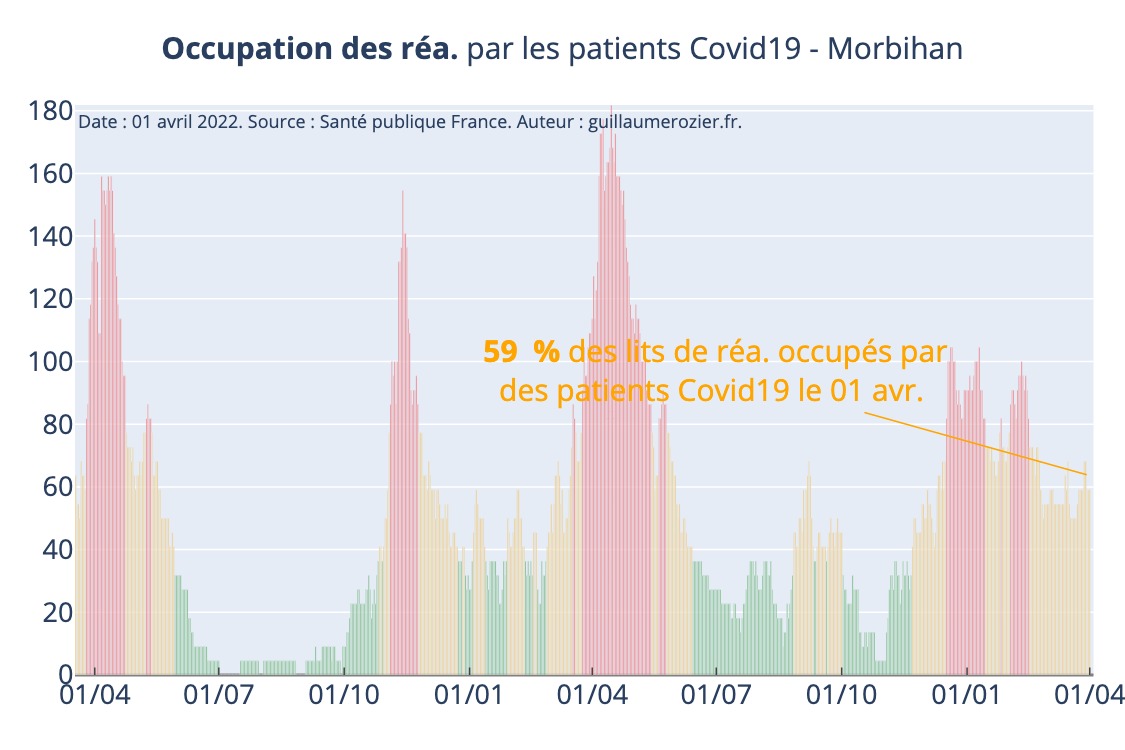 Occupation des réa. par les patients Covid19 - Morbihan
180
Date : 01 avril 2022. Source : Santé publique France. Auteur : guillaumerozier.fr.
160
140
120
100
59 % des lits de réa. occupés par
des patients Covid19 le 01 avr.
80
60
40
20
0
01/04 01/07 01/10 01/01 01/04 01/07 01/10 01/01 01/04